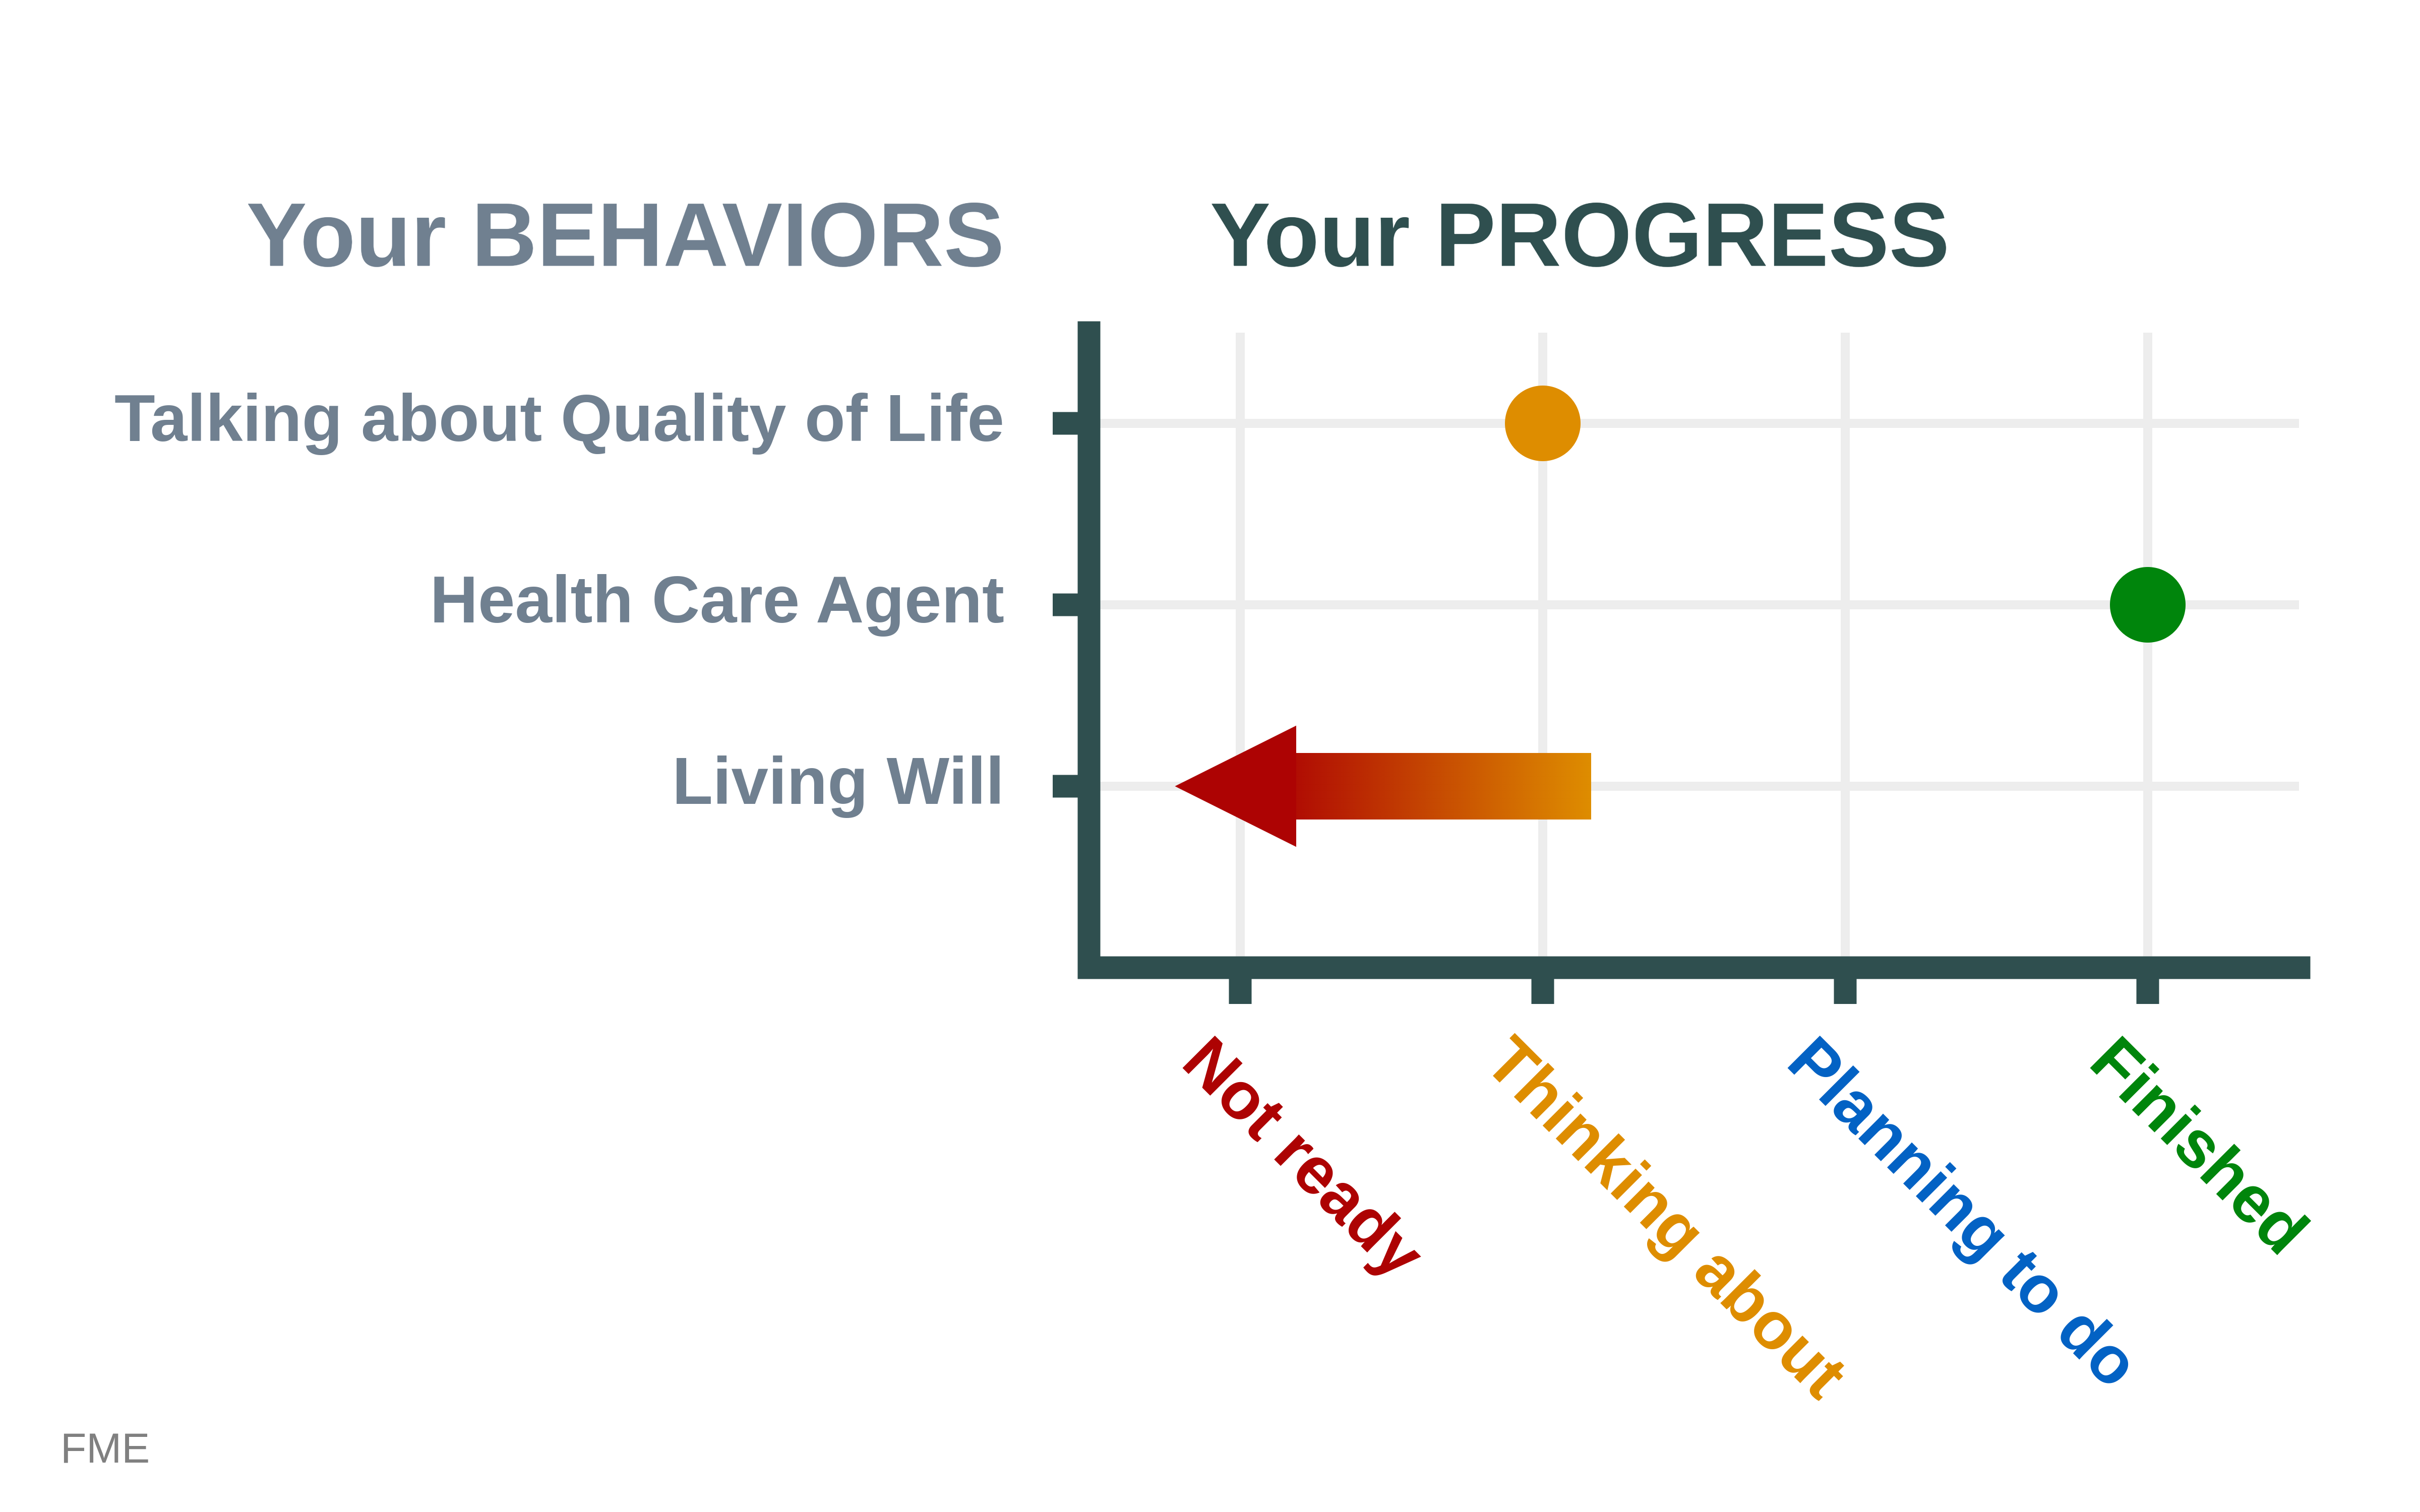 Your BEHAVIORS
Your PROGRESS
Talking about Quality of Life
Health Care Agent
Living Will
Not ready
Thinking about
Planning to do
Finished
FME